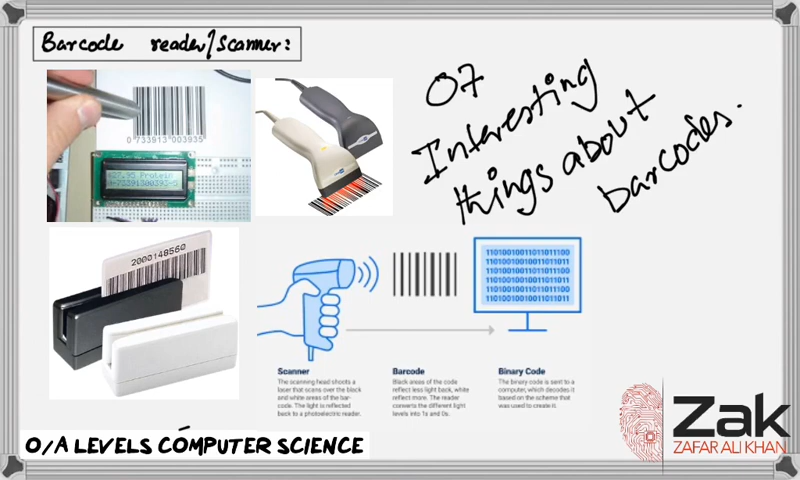 Barcode reader/scanner:
07
Interesting
things about
barcodes.
0 733913 003935
2000148560
1101001001101101​1100
Scanner
The scanning head shoots a
laser that scans over the black
and white areas of the bar-
code. The light is reflected
back to a photoelectric reader.
Barcode
Black areas of the code
reflect less light back, white
reflect more. The reader
converts the different light
levels into 1s and 0s.
Binary Code
The binary code is sent to a
computer, which decodes it
based on the scheme that
was used to create it.
O/A LEVELS COMPUTER SCIENCE
Zak
ZAFAR ALI KHAN